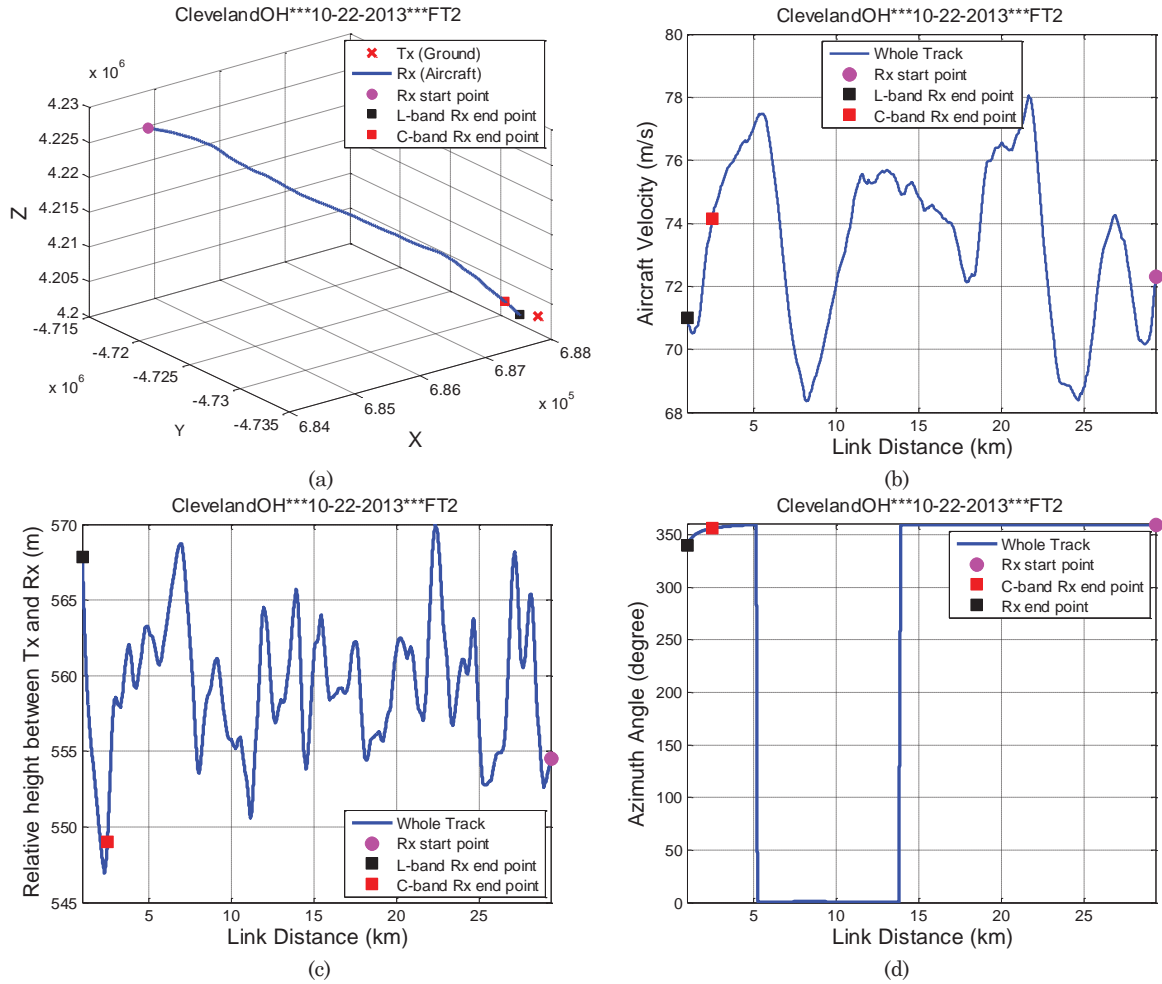 ClevelandOH***10-22-2013***FT2
x 10^6
Tx (Ground)
Rx (Aircraft)
Rx start point
L-band Rx end point
C-band Rx end point
4.23
4.225
4.22
4.215
4.21
4.205
4.2
Z
-4.715
-4.72
-4.725
-4.73
-4.735
x 10^6
Y
6.84
6.85
6.86
6.87
6.88
x 10^5
X
(a)
ClevelandOH***10-22-2013***FT2
Whole Track
Rx start point
L-band Rx end point
C-band Rx end point
80
78
76
74
72
70
68
Aircraft Velocity (m/s)
5 10 15 20 25
Link Distance (km)
(b)
ClevelandOH***10-22-2013***FT2
570
565
560
555
550
545
Relative height between Tx and Rx (m)
Whole Track
Rx start point
L-band Rx end point
C-band Rx end point
5 10 15 20 25
Link Distance (km)
(c)
ClevelandOH***10-22-2013***FT2
Whole Track
Rx start point
C-band Rx end point
Rx end point
350
300
250
200
150
100
50
0
Azimuth Angle (degree)
5 10 15 20 25
Link Distance (km)
(d)